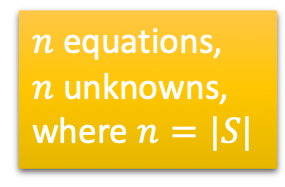 𝑛 equations,
𝑛 unknowns,
where 𝑛 = |𝑆|